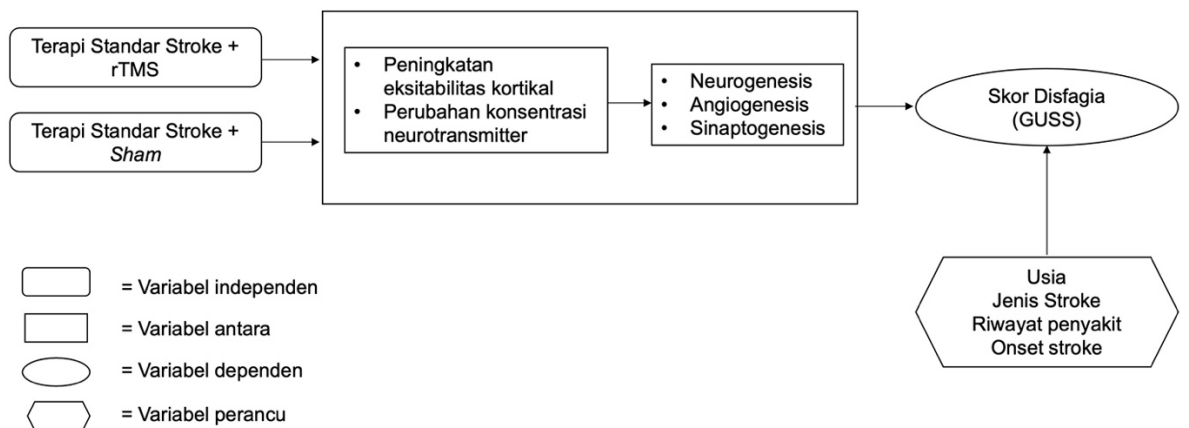 Terapi Standar Stroke +
rTMS
Terapi Standar Stroke +
Sham
• Peningkatan
eksitabilitas kortikal
• Perubahan konsentrasi
neurotransmitter
• Neurogenesis
• Angiogenesis
• Sinaptogenesis
Skor Disfagia
(GUSS)
Usia
Jenis Stroke
Riwayat penyakit
Onset stroke
= Variabel independen
= Variabel antara
= Variabel dependen
= Variabel perancu